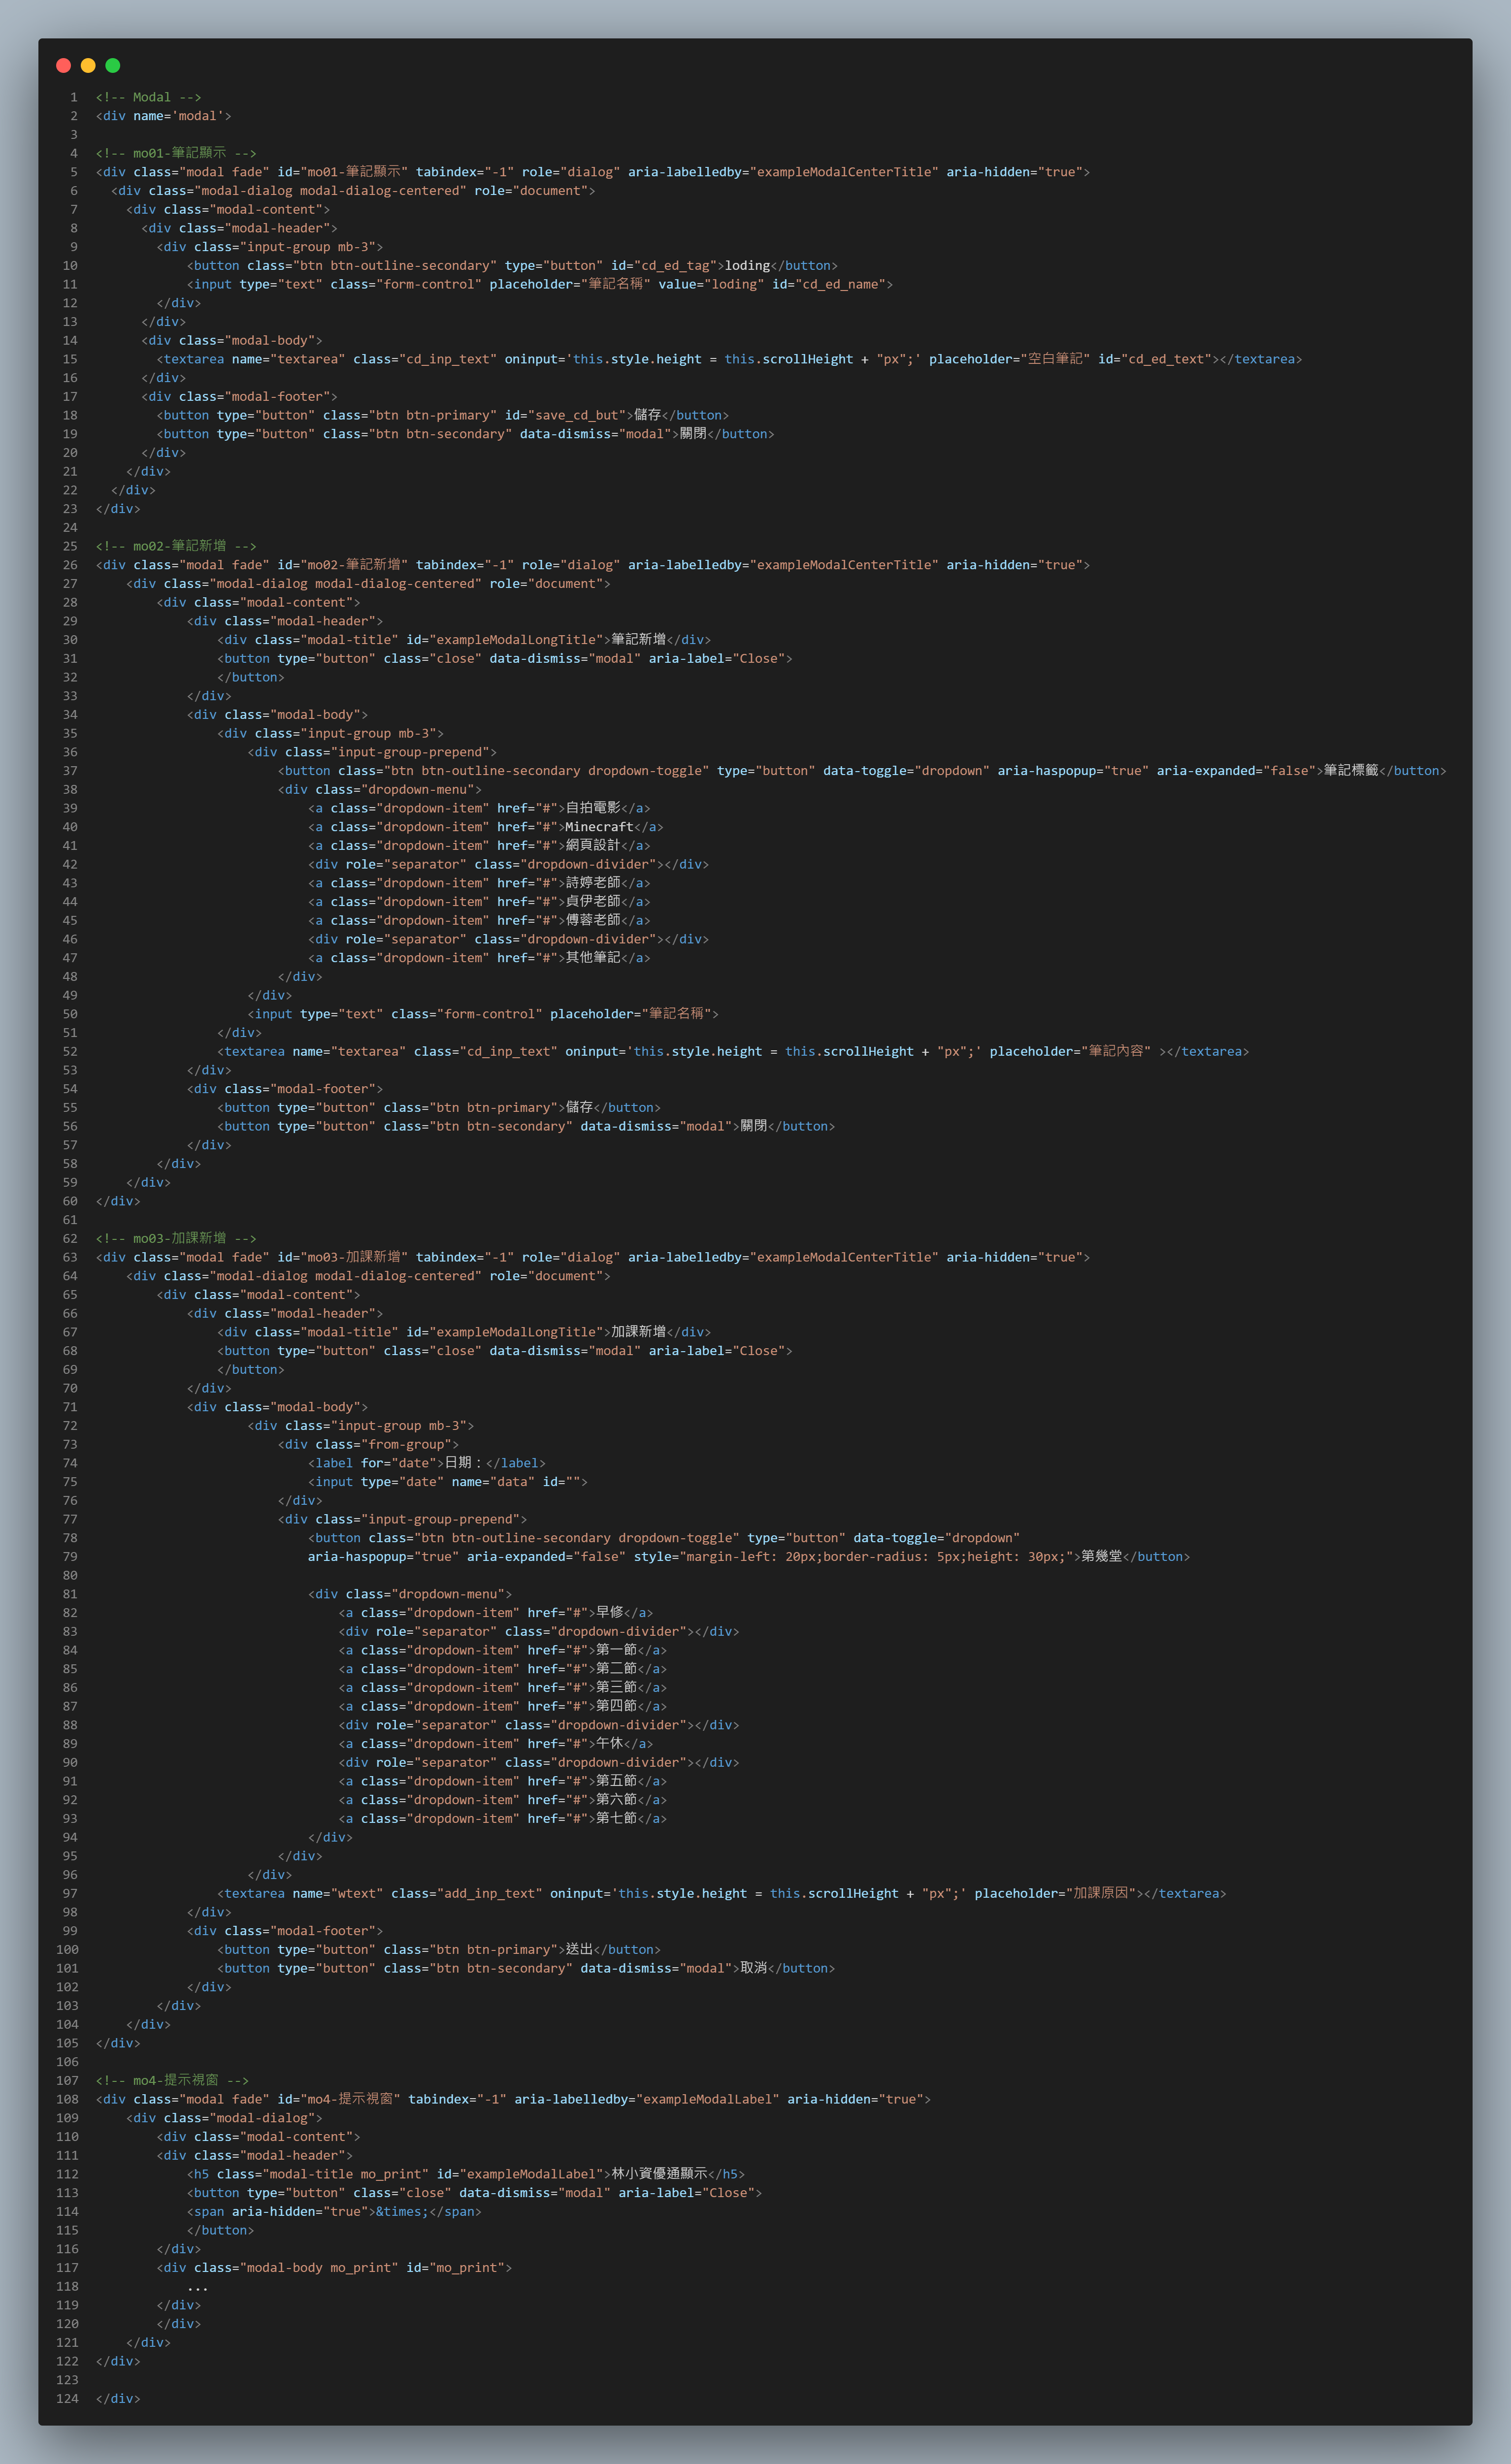 1 <!-- Modal -->
2 <div name='modal'>
3
4 <!-- mo01-筆記顯示 -->
5 <div class="modal fade" id="mo01-筆記顯示" tabindex="-1" role="dialog" aria-labelledby="exampleModalCenterTitle" aria-hidden="true">
6   <div class="modal-dialog modal-dialog-centered" role="document">
7     <div class="modal-content">
8       <div class="modal-header">
9         <div class="input-group mb-3">
10             <button class="btn btn-outline-secondary" type="button" id="cd_ed_tag">loding</button>
11             <input type="text" class="form-control" placeholder="筆記名稱" value="loding" id="cd_ed_name">
12         </div>
13       </div>
14       <div class="modal-body">
15         <textarea name="textarea" class="cd_inp_text" oninput='this.style.height = this.scrollHeight + "px";' placeholder="空白筆記" id="cd_ed_text"></textarea>
16       </div>
17       <div class="modal-footer">
18         <button type="button" class="btn btn-primary" id="save_cd_but">儲存</button>
19         <button type="button" class="btn btn-secondary" data-dismiss="modal">關閉</button>
20       </div>
21     </div>
22   </div>
23 </div>
24
25 <!-- mo02-筆記新增 -->
26 <div class="modal fade" id="mo02-筆記新增" tabindex="-1" role="dialog" aria-labelledby="exampleModalCenterTitle" aria-hidden="true">
27     <div class="modal-dialog modal-dialog-centered" role="document">
28         <div class="modal-content">
29             <div class="modal-header">
30                 <div class="modal-title" id="exampleModalLongTitle">筆記新增</div>
31                 <button type="button" class="close" data-dismiss="modal" aria-label="Close">
32                 </button>
33             </div>
34             <div class="modal-body">
35                 <div class="input-group mb-3">
36                     <div class="input-group-prepend">
37                         <button class="btn btn-outline-secondary dropdown-toggle" type="button" data-toggle="dropdown" aria-haspopup="true" aria-expanded="false">筆記標籤</button>
38                         <div class="dropdown-menu">
39                             <a class="dropdown-item" href="#">自拍電影</a>
40                             <a class="dropdown-item" href="#">Minecraft</a>
41                             <a class="dropdown-item" href="#">網頁設計</a>
42                             <div role="separator" class="dropdown-divider"></div>
43                             <a class="dropdown-item" href="#">詩婷老師</a>
44                             <a class="dropdown-item" href="#">貞伊老師</a>
45                             <a class="dropdown-item" href="#">傅蓉老師</a>
46                             <div role="separator" class="dropdown-divider"></div>
47                             <a class="dropdown-item" href="#">其他筆記</a>
48                         </div>
49                     </div>
50                     <input type="text" class="form-control" placeholder="筆記名稱">
51                 </div>
52                 <textarea name="textarea" class="cd_inp_text" oninput='this.style.height = this.scrollHeight + "px";' placeholder="筆記內容" ></textarea>
53             </div>
54             <div class="modal-footer">
55                 <button type="button" class="btn btn-primary">儲存</button>
56                 <button type="button" class="btn btn-secondary" data-dismiss="modal">關閉</button>
57             </div>
58         </div>
59     </div>
60 </div>
61
62 <!-- mo03-加課新增 -->
63 <div class="modal fade" id="mo03-加課新增" tabindex="-1" role="dialog" aria-labelledby="exampleModalCenterTitle" aria-hidden="true">
64     <div class="modal-dialog modal-dialog-centered" role="document">
65         <div class="modal-content">
66             <div class="modal-header">
67                 <div class="modal-title" id="exampleModalLongTitle">加課新增</div>
68                 <button type="button" class="close" data-dismiss="modal" aria-label="Close">
69                 </button>
70             </div>
71             <div class="modal-body">
72                     <div class="input-group mb-3">
73                         <div class="from-group">
74                             <label for="date">日期：</label>
75                             <input type="date" name="data" id="">
76                         </div>
77                         <div class="input-group-prepend">
78                             <button class="btn btn-outline-secondary dropdown-toggle" type="button" data-toggle="dropdown"
79                             aria-haspopup="true" aria-expanded="false" style="margin-left: 20px;border-radius: 5px;height: 30px;">第幾堂</button>
80
81                             <div class="dropdown-menu">
82                                 <a class="dropdown-item" href="#">早修</a>
83                                 <div role="separator" class="dropdown-divider"></div>
84                                 <a class="dropdown-item" href="#">第一節</a>
85                                 <a class="dropdown-item" href="#">第二節</a>
86                                 <a class="dropdown-item" href="#">第三節</a>
87                                 <a class="dropdown-item" href="#">第四節</a>
88                                 <div role="separator" class="dropdown-divider"></div>
89                                 <a class="dropdown-item" href="#">午休</a>
90                                 <div role="separator" class="dropdown-divider"></div>
91                                 <a class="dropdown-item" href="#">第五節</a>
92                                 <a class="dropdown-item" href="#">第六節</a>
93                                 <a class="dropdown-item" href="#">第七節</a>
94                             </div>
95                         </div>
96                     </div>
97                 <textarea name="wtext" class="add_inp_text" oninput='this.style.height = this.scrollHeight + "px";' placeholder="加課原因"></textarea>
98             </div>
99             <div class="modal-footer">
100                 <button type="button" class="btn btn-primary">送出</button>
101                 <button type="button" class="btn btn-secondary" data-dismiss="modal">取消</button>
102             </div>
103         </div>
104     </div>
105 </div>
106
107 <!-- mo4-提示視窗 -->
108 <div class="modal fade" id="mo4-提示視窗" tabindex="-1" aria-labelledby="exampleModalLabel" aria-hidden="true">
109     <div class="modal-dialog">
110         <div class="modal-content">
111         <div class="modal-header">
112             <h5 class="modal-title mo_print" id="exampleModalLabel">林小資優通顯示</h5>
113             <button type="button" class="close" data-dismiss="modal" aria-label="Close">
114             <span aria-hidden="true">&times;</span>
115             </button>
116         </div>
117         <div class="modal-body mo_print" id="mo_print">
118             ...
119         </div>
120         </div>
121     </div>
122 </div>
123
124 </div>